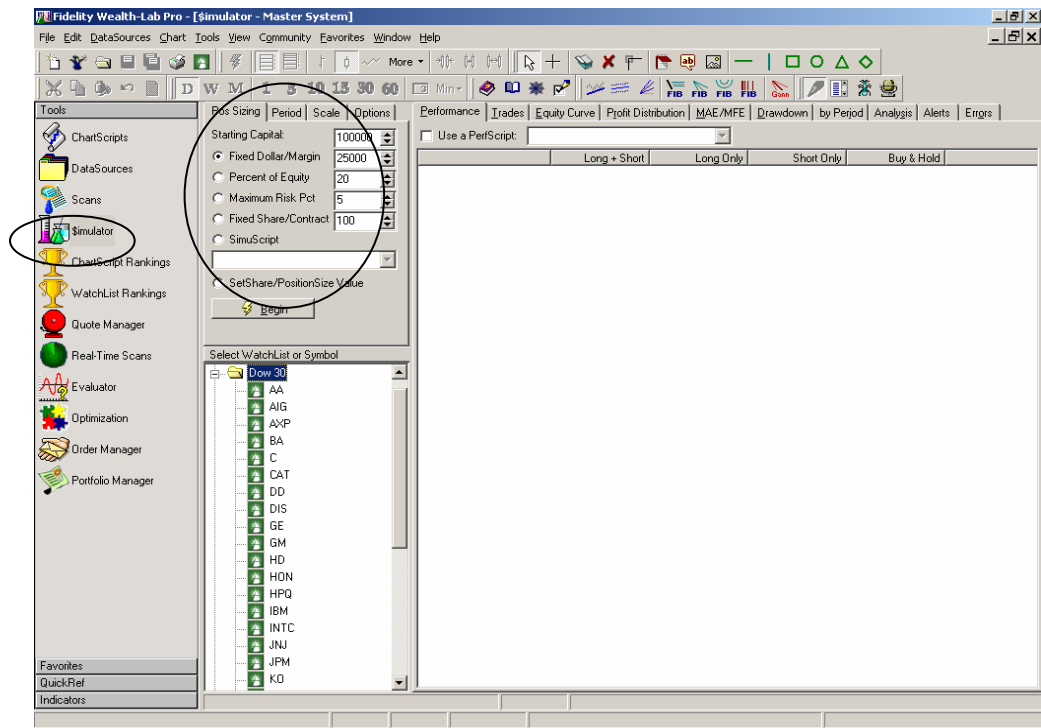 Fidelity Wealth-Lab Pro - [$imulator - Master System]
File Edit DataSources Chart Tools View Community Favorites Window Help
More
D W M 1 5 10 15 30 60 Min
FIB FIB FIB FIB Gann
Tools
ChartScripts
DataSources
Scans
$imulator
ChartScript Rankings
WatchList Rankings
Quote Manager
Real-Time Scans
Evaluator
Optimization
Order Manager
Portfolio Manager
Favorites
QuickRef
Indicators
Pos Sizing Period Scale Options
Starting Capital: 100000
Fixed Dollar/Margin 25000
Percent of Equity 20
Maximum Risk Pct 5
Fixed Share/Contract 100
SimuScript
SetShare/PositionSize Value
Begin
Select WatchList or Symbol
Dow 30
AA
AIG
AXP
BA
C
CAT
DD
DIS
GE
GM
HD
HON
HPQ
IBM
INTC
JNJ
JPM
KO
Performance Trades Equity Curve Profit Distribution MAE/MFE Drawdown by Period Analysis Alerts Errors
Use a PerfScript:
Long + Short Long Only Short Only Buy & Hold